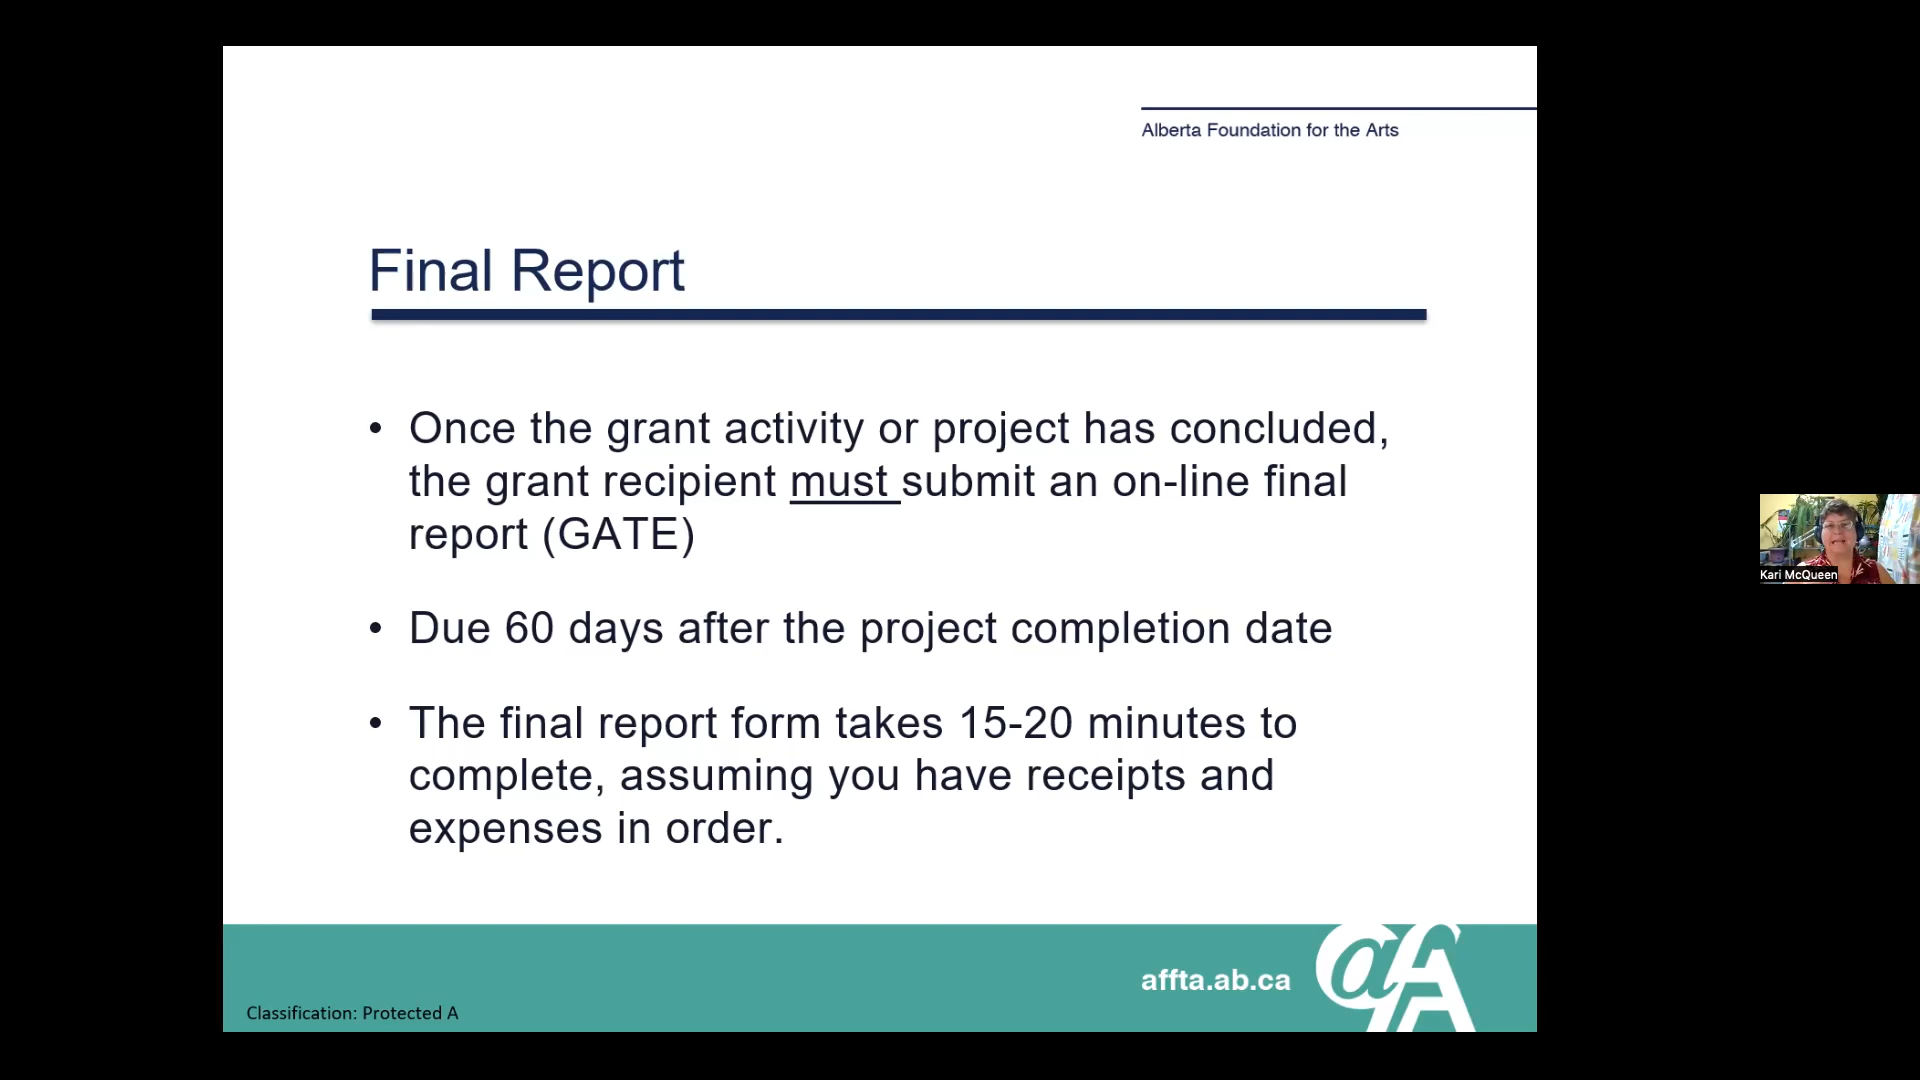 Alberta Foundation for the Arts
Final Report
• Once the grant activity or project has concluded,
the grant recipient must submit an on-line final
report (GATE)
• Due 60 days after the project completion date
• The final report form takes 15-20 minutes to
complete, assuming you have receipts and
expenses in order.
affta.ab.ca
afA
Classification: Protected A
Kari McQueen